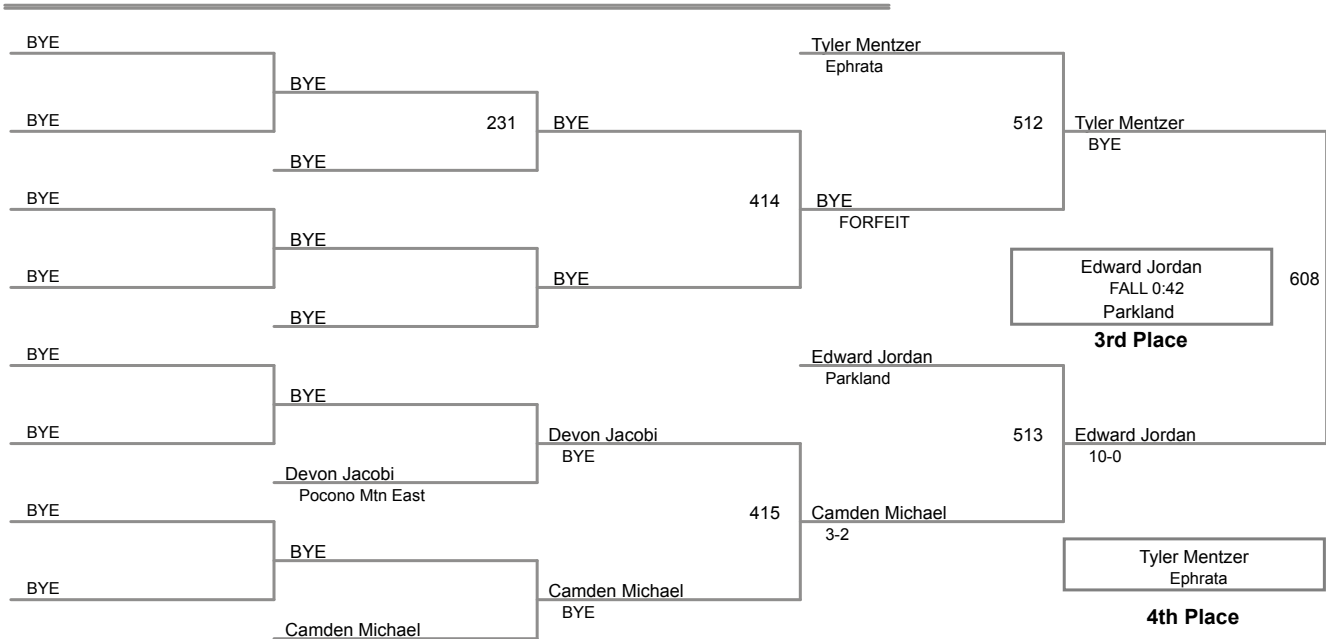 BYE
Tyler Mentzer
Ephrata
BYE
BYE
231
BYE
512
Tyler Mentzer
BYE
BYE
BYE
414
BYE
FORFEIT
BYE
Edward Jordan
FALL 0:42
Parkland
608
BYE
BYE
BYE
3rd Place
BYE
Edward Jordan
Parkland
BYE
BYE
Devon Jacobi
BYE
513
Edward Jordan
10-0
Devon Jacobi
Pocono Mtn East
BYE
415
Camden Michael
3-2
BYE
Tyler Mentzer
Ephrata
BYE
Camden Michael
BYE
4th Place
Camden Michael